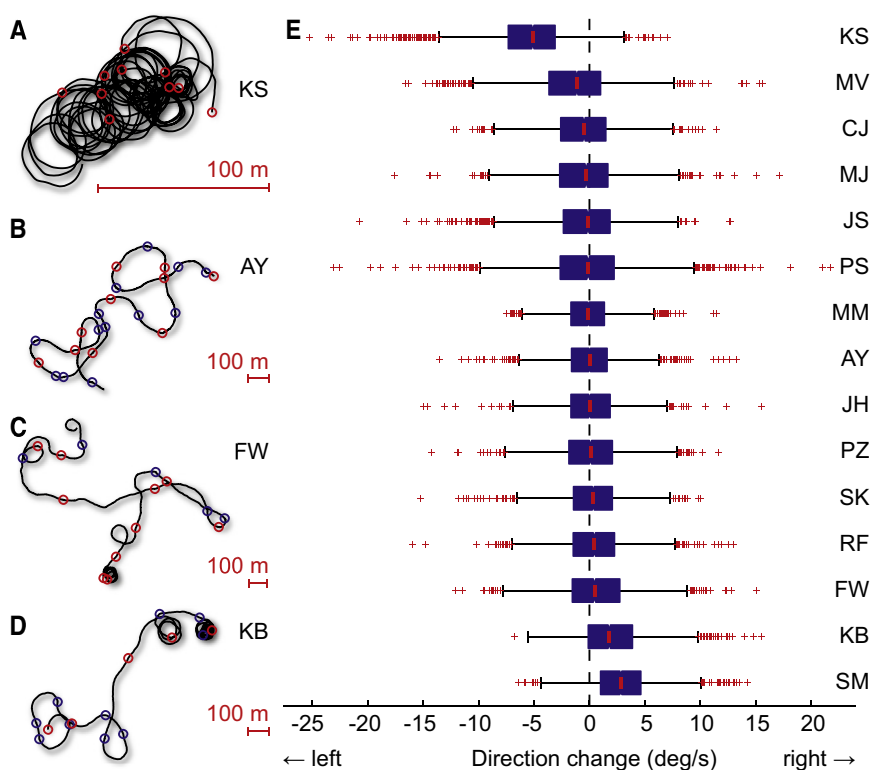 A
KS
100 m
B
AY
100 m
C
FW
100 m
D
KB
100 m
E
KS
MV
CJ
MJ
JS
PS
MM
AY
JH
PZ
SK
RF
FW
KB
SM
-25 -20 -15 -10 -5 0 5 10 15 20
← left Direction change (deg/s) right →